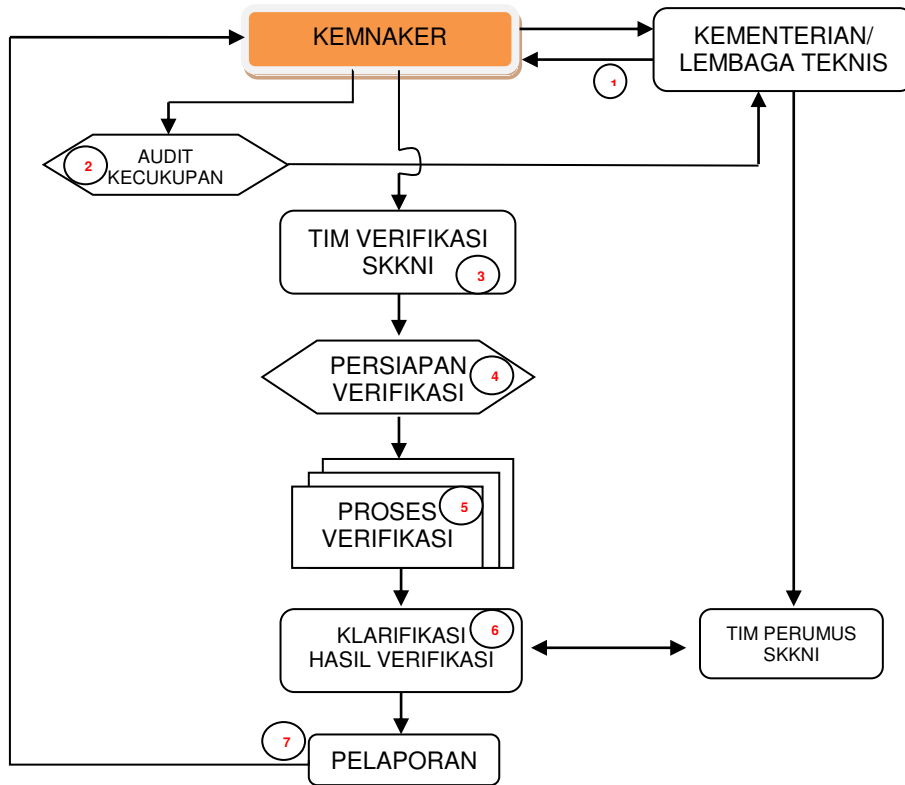 KEMNAKER
KEMENTERIAN/
LEMBAGA TEKNIS
1
2
AUDIT
KECUKUPAN
TIM VERIFIKASI
SKKNI
3
PERSIAPAN
VERIFIKASI
4
PROSES
VERIFIKASI
5
KLARIFIKASI
HASIL VERIFIKASI
6
TIM PERUMUS
SKKNI
7
PELAPORAN